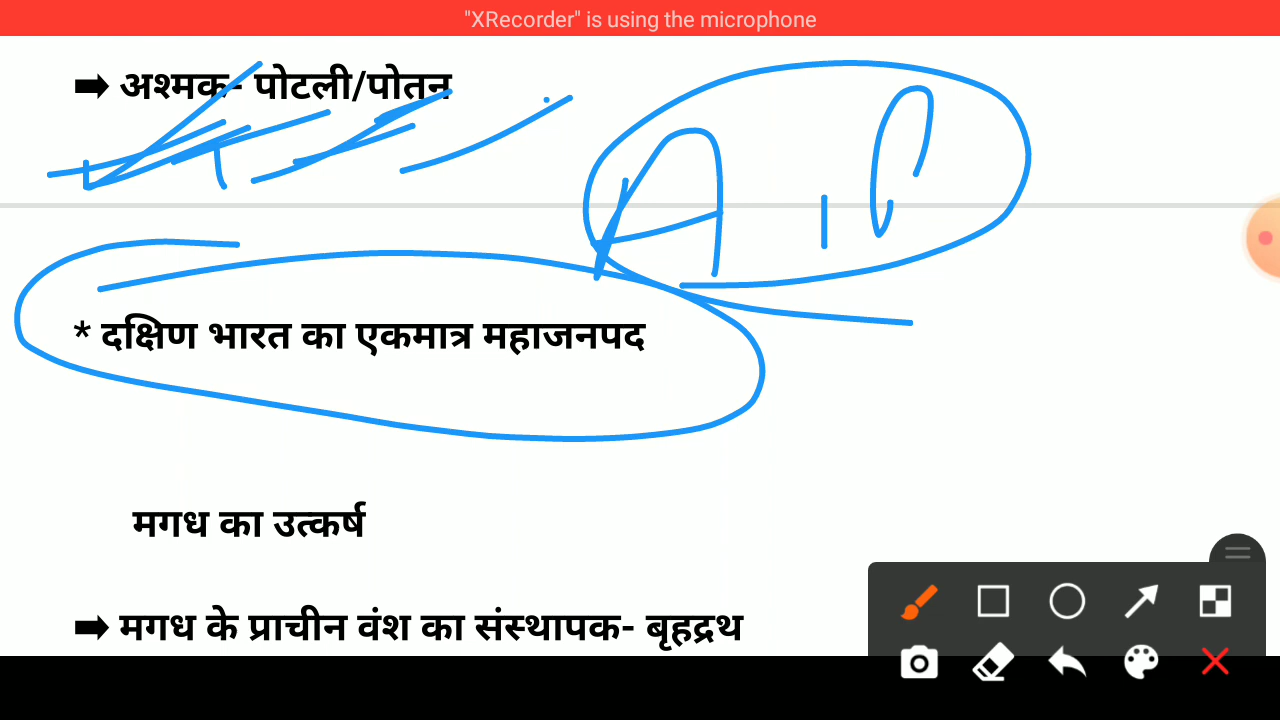 "XRecorder" is using the microphone
➡ अश्मक- पोटली/पोतन
* दक्षिण भारत का एकमात्र महाजनपद
मगध का उत्कर्ष
➡ मगध के प्राचीन वंश का संस्थापक- बृहद्रथ